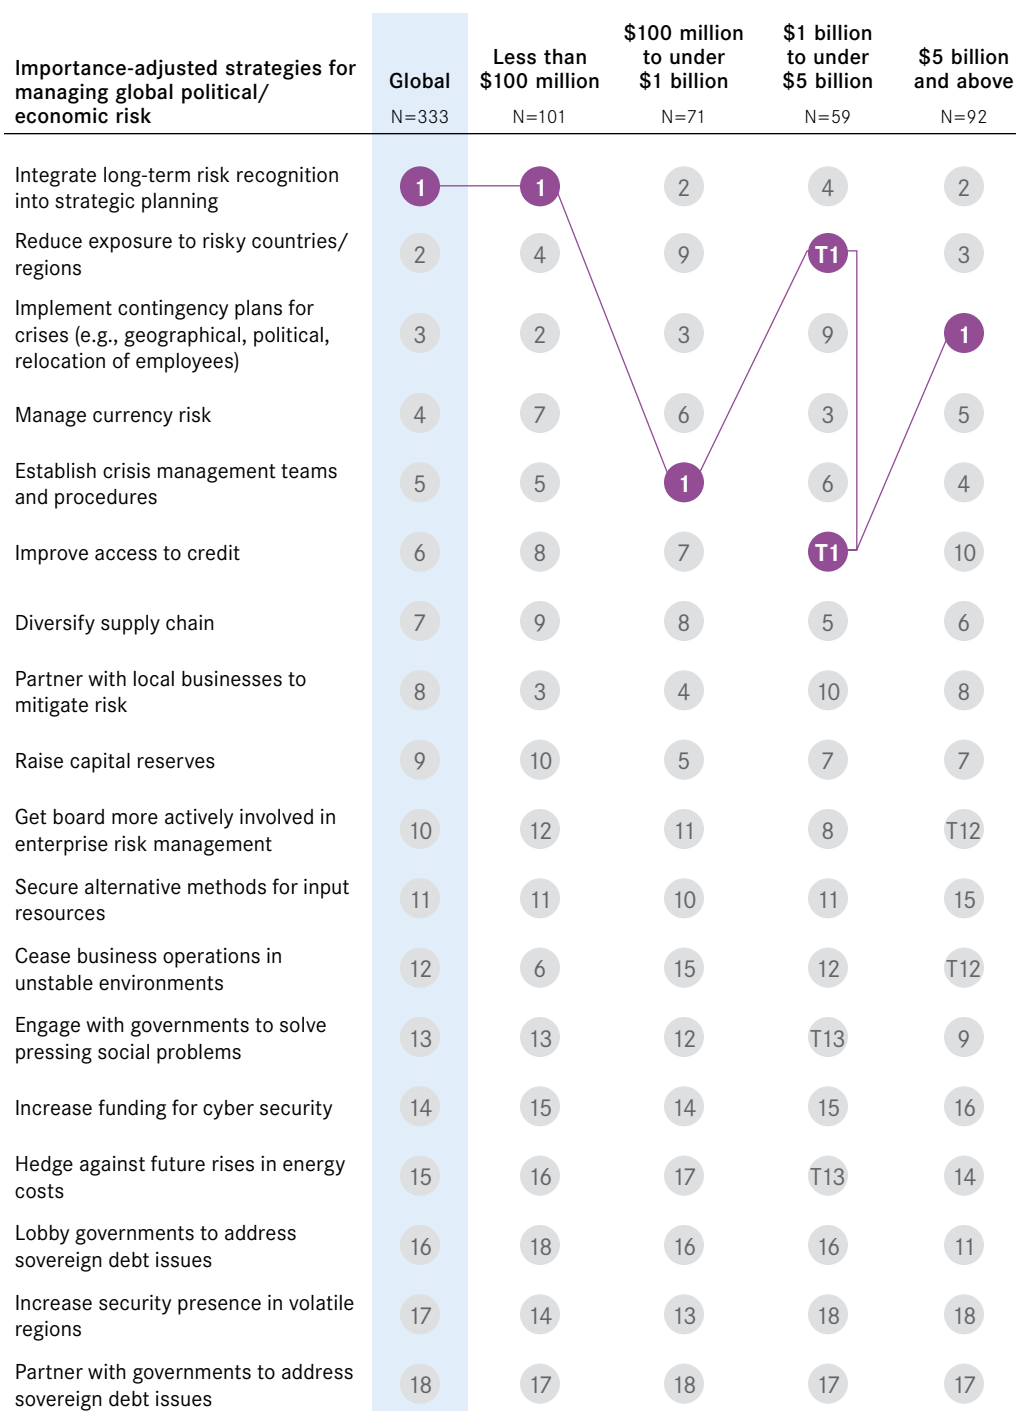 Importance-adjusted strategies for
managing global political/
economic risk
Global
N=333
Less than
$100 million
N=101
$100 million
to under
$1 billion
N=71
$1 billion
to under
$5 billion
N=59
$5 billion
and above
N=92
Integrate long-term risk recognition
into strategic planning
1 1 2 4 2
Reduce exposure to risky countries/
regions
2 4 9 T1 3
Implement contingency plans for
crises (e.g., geographical, political,
relocation of employees)
3 2 3 9 1
Manage currency risk
4 7 6 3 5
Establish crisis management teams
and procedures
5 5 1 6 4
Improve access to credit
6 8 7 T1 10
Diversify supply chain
7 9 8 5 6
Partner with local businesses to
mitigate risk
8 3 4 10 8
Raise capital reserves
9 10 5 7 7
Get board more actively involved in
enterprise risk management
10 12 11 8 T12
Secure alternative methods for input
resources
11 11 10 11 15
Cease business operations in
unstable environments
12 6 15 12 T12
Engage with governments to solve
pressing social problems
13 13 12 T13 9
Increase funding for cyber security
14 15 14 15 16
Hedge against future rises in energy
costs
15 16 17 T13 14
Lobby governments to address
sovereign debt issues
16 18 16 16 11
Increase security presence in volatile
regions
17 14 13 18 18
Partner with governments to address
sovereign debt issues
18 17 18 17 17